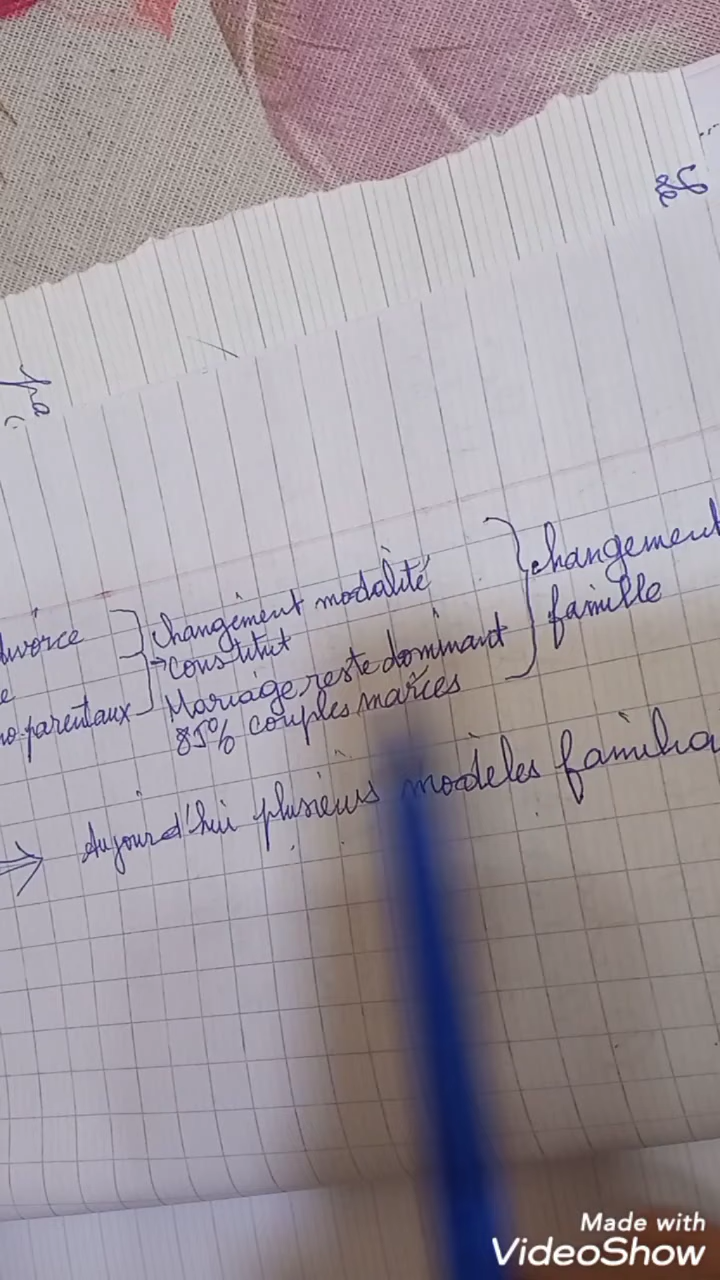 divorce
changement modalité
→ constitut
changement
famille
e
no parentaux
Mariage reste dominant
85% couples mariés
⇒ Aujourd'hui plusieurs modèles familia
Made with
VideoShow